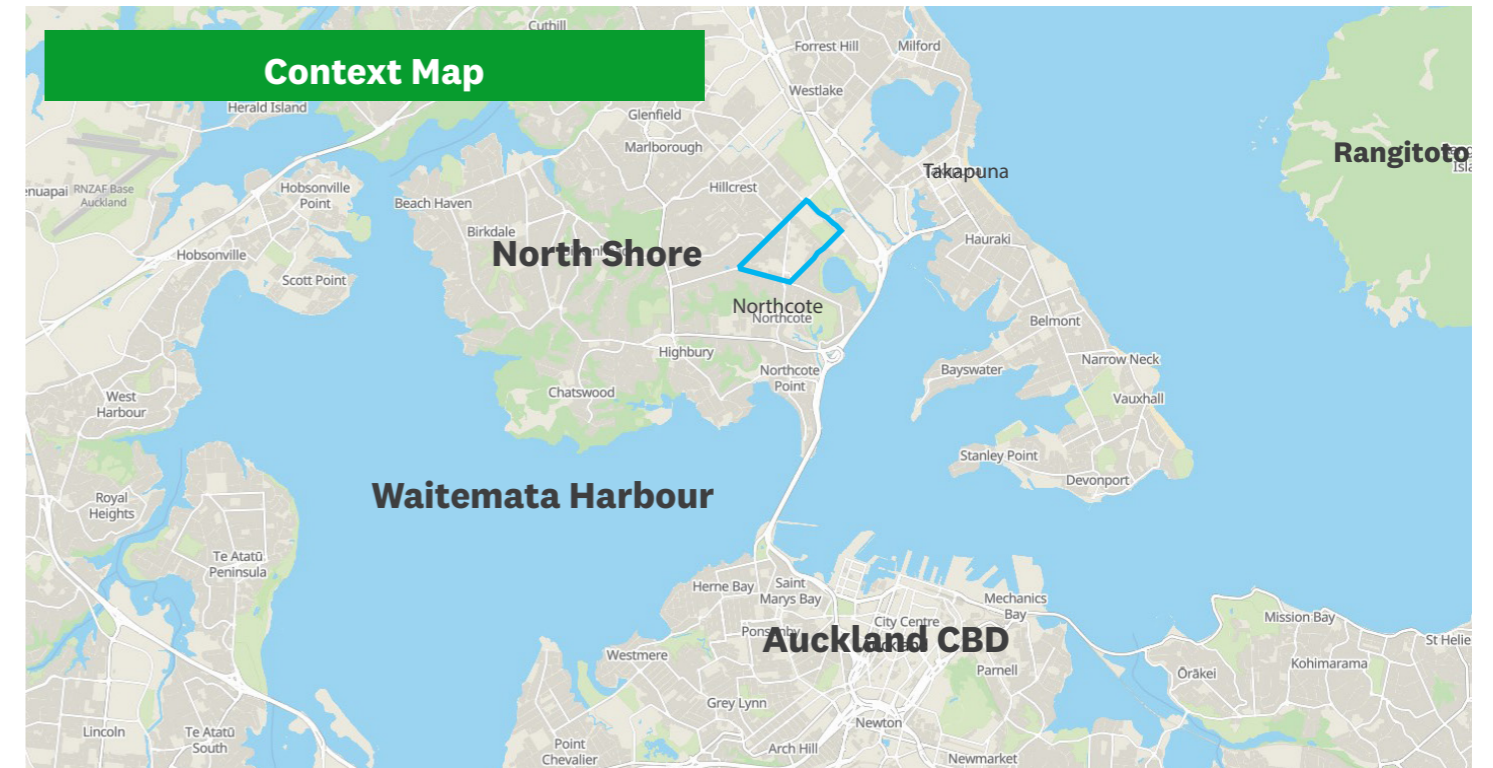 Cuthill
Context Map
Forrest Hill
Milford
Westlake
Herald Island
Glenfield
Marlborough
Rangitoto
Takapuna
Hillcrest
RNZAF Base
Auckland
Hobsonville
Point
Beach Haven
Birkdale
North Shore
Hauraki
Hobsonville
Scott Point
Northcote
Northcote
Belmont
Highbury
Narrow Neck
Northcote
Point
Bayswater
Chatswood
West
Harbour
Vauxhall
Stanley Point
Devonport
Waitemata Harbour
Royal
Heights
Te Atatū
Peninsula
Herne Bay
Saint
Marys Bay
Mechanics
Bay
City Centre
Mission Bay
Auckland CBD
St Helie
Westmere
Kohimarama
Parnell
Ōrākei
Grey Lynn
Newton
Lincoln
Te Atatū
South
Point
Chevalier
Arch Hill
Newmarket